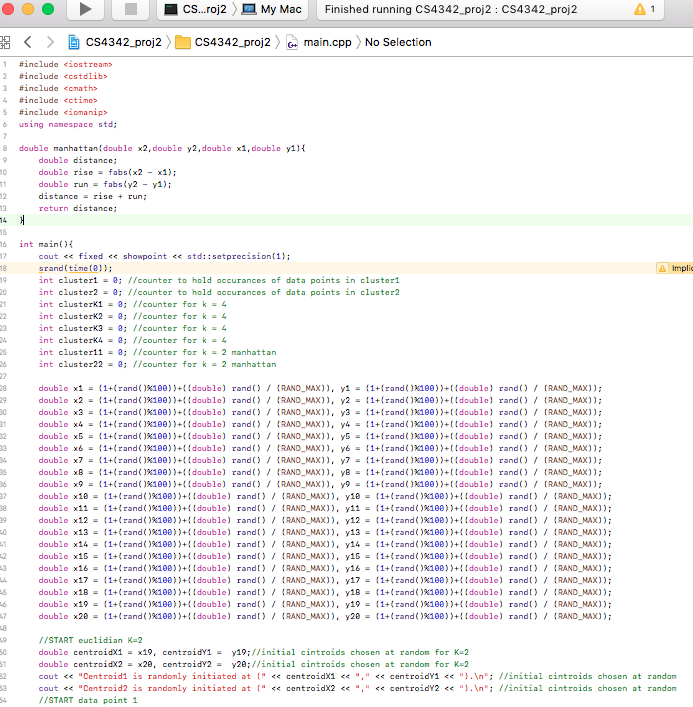 CS...roj2 〉 My Mac
Finished running CS4342_proj2 : CS4342_proj2
1
CS4342_proj2 〉 CS4342_proj2 〉 main.cpp 〉 No Selection
1 #include <iostream>
2 #include <cstdlib>
3 #include <cmath>
4 #include <ctime>
5 #include <iomanip>
6 using namespace std;
7
8 double manhattan(double x2,double y2,double x1,double y1){
9 double distance;
10 double rise = fabs(x2 - x1);
11 double run = fabs(y2 - y1);
12 distance = rise + run;
13 return distance;
14 }
15
16 int main(){
17 cout << fixed << showpoint << std::setprecision(1);
18 srand(time(0)); Implic
19 int cluster1 = 0; //counter to hold occurances of data points in cluster1
20 int cluster2 = 0; //counter to hold occurances of data points in cluster2
21 int clusterK1 = 0; //counter for k = 4
22 int clusterK2 = 0; //counter for k = 4
23 int clusterK3 = 0; //counter for k = 4
24 int clusterK4 = 0; //counter for k = 4
25 int cluster11 = 0; //counter for k = 2 manhattan
26 int cluster22 = 0; //counter for k = 2 manhattan
27
28 double x1 = (1+(rand()%100))+((double) rand() / (RAND_MAX)), y1 = (1+(rand()%100))+((double) rand() / (RAND_MAX));
29 double x2 = (1+(rand()%100))+((double) rand() / (RAND_MAX)), y2 = (1+(rand()%100))+((double) rand() / (RAND_MAX));
30 double x3 = (1+(rand()%100))+((double) rand() / (RAND_MAX)), y3 = (1+(rand()%100))+((double) rand() / (RAND_MAX));
31 double x4 = (1+(rand()%100))+((double) rand() / (RAND_MAX)), y4 = (1+(rand()%100))+((double) rand() / (RAND_MAX));
32 double x5 = (1+(rand()%100))+((double) rand() / (RAND_MAX)), y5 = (1+(rand()%100))+((double) rand() / (RAND_MAX));
33 double x6 = (1+(rand()%100))+((double) rand() / (RAND_MAX)), y6 = (1+(rand()%100))+((double) rand() / (RAND_MAX));
34 double x7 = (1+(rand()%100))+((double) rand() / (RAND_MAX)), y7 = (1+(rand()%100))+((double) rand() / (RAND_MAX));
35 double x8 = (1+(rand()%100))+((double) rand() / (RAND_MAX)), y8 = (1+(rand()%100))+((double) rand() / (RAND_MAX));
36 double x9 = (1+(rand()%100))+((double) rand() / (RAND_MAX)), y9 = (1+(rand()%100))+((double) rand() / (RAND_MAX));
37 double x10 = (1+(rand()%100))+((double) rand() / (RAND_MAX)), y10 = (1+(rand()%100))+((double) rand() / (RAND_MAX));
38 double x11 = (1+(rand()%100))+((double) rand() / (RAND_MAX)), y11 = (1+(rand()%100))+((double) rand() / (RAND_MAX));
39 double x12 = (1+(rand()%100))+((double) rand() / (RAND_MAX)), y12 = (1+(rand()%100))+((double) rand() / (RAND_MAX));
40 double x13 = (1+(rand()%100))+((double) rand() / (RAND_MAX)), y13 = (1+(rand()%100))+((double) rand() / (RAND_MAX));
41 double x14 = (1+(rand()%100))+((double) rand() / (RAND_MAX)), y14 = (1+(rand()%100))+((double) rand() / (RAND_MAX));
42 double x15 = (1+(rand()%100))+((double) rand() / (RAND_MAX)), y15 = (1+(rand()%100))+((double) rand() / (RAND_MAX));
43 double x16 = (1+(rand()%100))+((double) rand() / (RAND_MAX)), y16 = (1+(rand()%100))+((double) rand() / (RAND_MAX));
44 double x17 = (1+(rand()%100))+((double) rand() / (RAND_MAX)), y17 = (1+(rand()%100))+((double) rand() / (RAND_MAX));
45 double x18 = (1+(rand()%100))+((double) rand() / (RAND_MAX)), y18 = (1+(rand()%100))+((double) rand() / (RAND_MAX));
46 double x19 = (1+(rand()%100))+((double) rand() / (RAND_MAX)), y19 = (1+(rand()%100))+((double) rand() / (RAND_MAX));
47 double x20 = (1+(rand()%100))+((double) rand() / (RAND_MAX)), y20 = (1+(rand()%100))+((double) rand() / (RAND_MAX));
48
49 //START euclidian K=2
50 double centroidX1 = x19, centroidY1 = y19;//initial cintroids chosen at random for K=2
51 double centroidX2 = x20, centroidY2 = y20;//initial cintroids chosen at random for K=2
52 cout << "Centroid1 is randomly initiated at (" << centroidX1 << "," << centroidY1 << ").\n"; //initial cintroids chosen at random
53 cout << "Centroid2 is randomly initiated at (" << centroidX2 << "," << centroidY2 << ").\n"; //initial cintroids chosen at random
54 //START data point 1